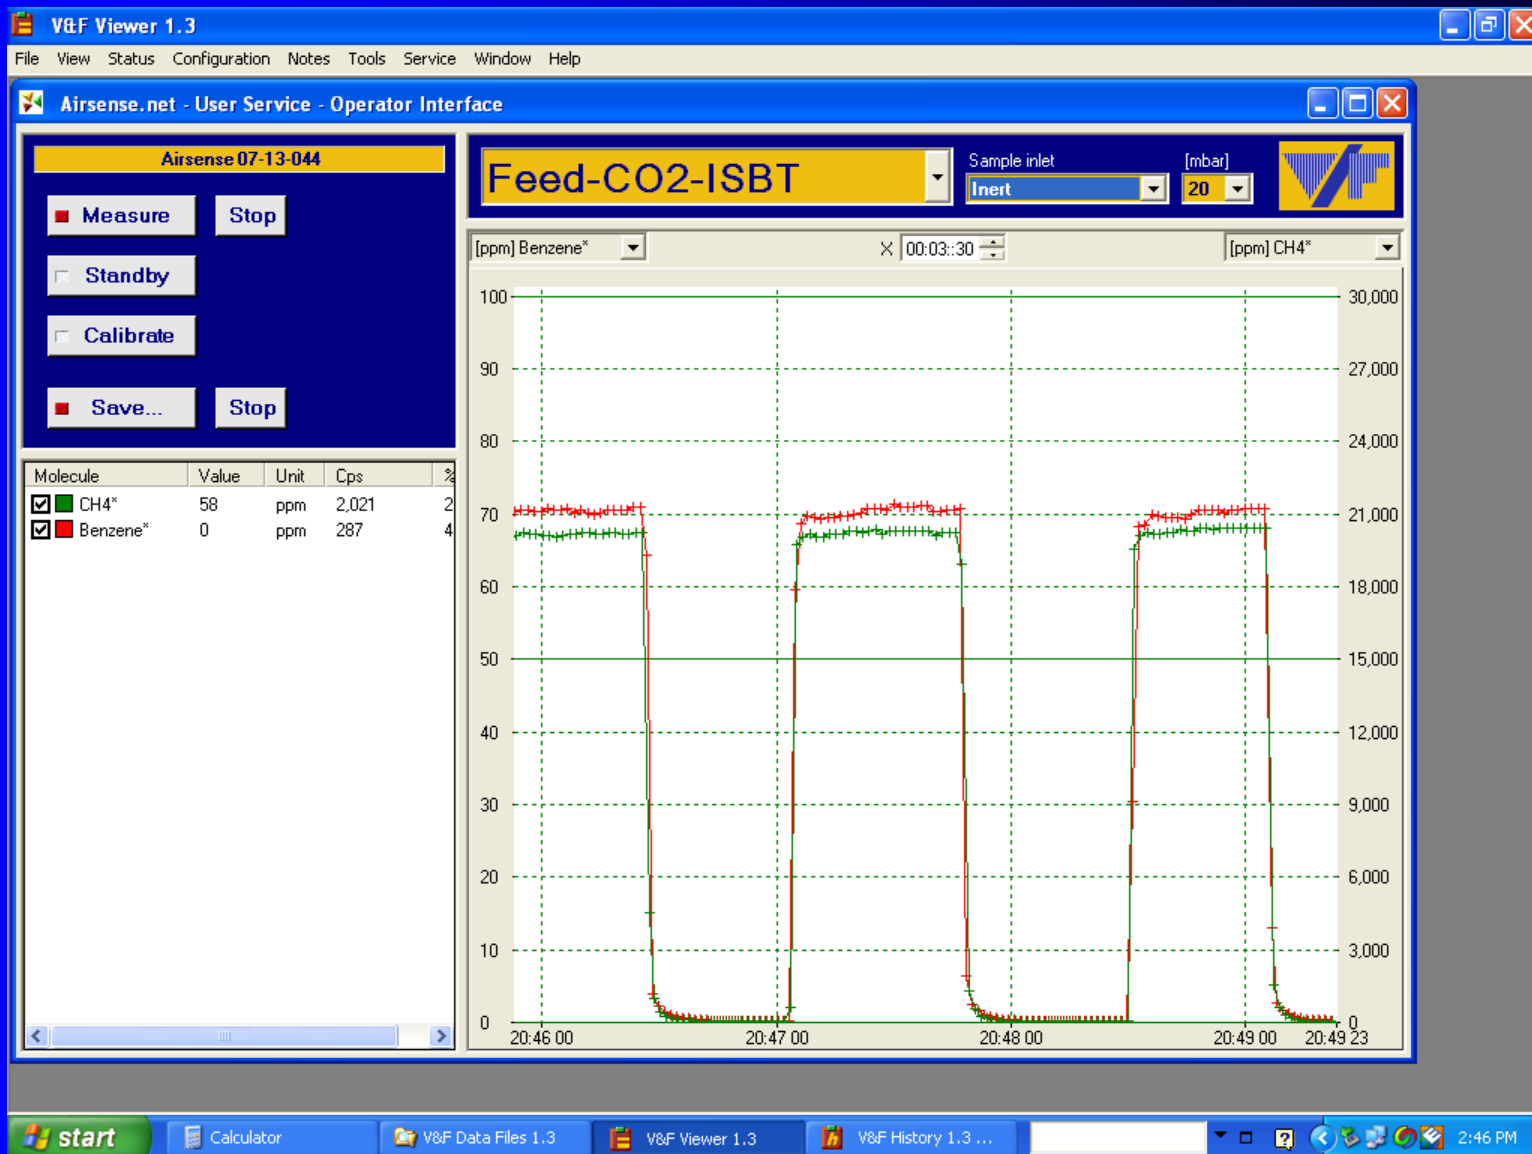 V&F Viewer 1.3
File View Status Configuration Notes Tools Service Window Help
Airsense.net - User Service - Operator Interface
Airsense 07-13-044
Measure Stop
Standby
Calibrate
Save... Stop
Feed-CO2-ISBT
Sample inlet [mbar]
Inert 20
V&F
[ppm] Benzene* X 00:03::30 [ppm] CH4*
Molecule Value Unit Cps %
CH4* 58 ppm 2,021 2
Benzene* 0 ppm 287 4
100 30,000
90 27,000
80 24,000
70 21,000
60 18,000
50 15,000
40 12,000
30 9,000
20 6,000
10 3,000
0 0
20:46 00 20:47 00 20:48 00 20:49 00 20:49 23
start Calculator V&F Data Files 1.3 V&F Viewer 1.3 V&F History 1.3 ... 2:46 PM